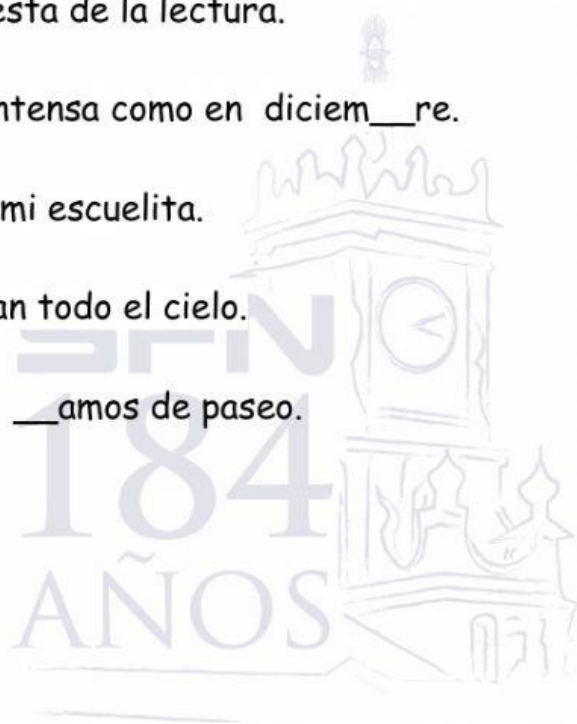 esta de la lectura.
ntensa como en diciem__re.
mi escuelita.
an todo el cielo.
__amos de paseo.
SFN
184
AÑOS